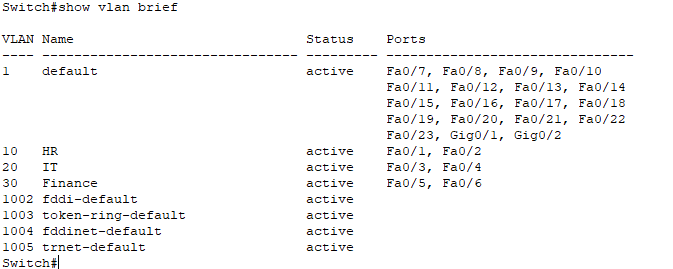 Switch#show vlan brief
VLAN Name                             Status    Ports
---- -------------------------------- --------- -------------------------------
1    default                          active    Fa0/7, Fa0/8, Fa0/9, Fa0/10
                                                Fa0/11, Fa0/12, Fa0/13, Fa0/14
                                                Fa0/15, Fa0/16, Fa0/17, Fa0/18
                                                Fa0/19, Fa0/20, Fa0/21, Fa0/22
                                                Fa0/23, Gig0/1, Gig0/2
10   HR                               active    Fa0/1, Fa0/2
20   IT                               active    Fa0/3, Fa0/4
30   Finance                          active    Fa0/5, Fa0/6
1002 fddi-default                     active
1003 token-ring-default               active
1004 fddinet-default                  active
1005 trnet-default                    active
Switch#